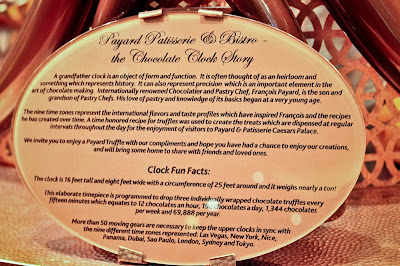 Payard Patisserie & Bistro -
the Chocolate Clock Story
A grandfather clock is an object of form and function. It is often thought of as an heirloom and
something which represents history. It can also represent precision which is an important element in the
art of chocolate making. Internationally renowned Chocolatier and Pastry Chef, François Payard, is the son and
grandson of Pastry Chefs. His love of pastry and knowledge of its basics began at a very young age.
The nine time zones represent the international flavors and taste profiles which have inspired François and the recipes
he has created over time. A time honored recipe for truffles was used to create the treats which are dispensed at regular
intervals throughout the day for the enjoyment of visitors to Payard & Patisserie Caesars Palace.
We invite you to enjoy a Payard Truffle with our compliments and hope you have had a chance to enjoy our creations,
and will bring some home to share with friends and loved ones.
Clock Fun Facts:
The clock is 16 feet tall and eight feet wide with a circumference of 25 feet around and it weighs nearly a ton!
This elaborate timepiece is programmed to drop three individually wrapped chocolate truffles every
fifteen minutes which equates to 12 chocolates an hour, chocolates a day, 1,344 chocolates
per week and 69,888 per year.
More than 50 moving gears are necessary to keep the upper clocks in sync with
the nine different time zones represented: Las Vegas, New York, Nice,
Panama, Dubai, Sao Paulo, London, Sydney and Tokyo.